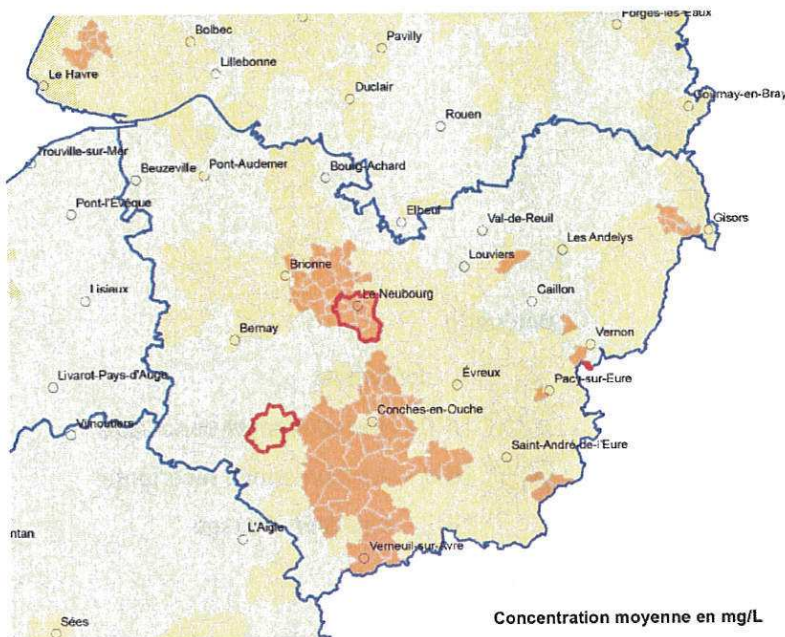 Forges-les-Eaux
Bolbec
Pavilly
Lillebonne
Le Havre
Duclair
Gournay-en-Bray
Rouen
Trouville-sur-Mer
Beuzeville
Pont-Audemer
Bourg-Achard
Pont-l'Évêque
Elbeuf
Val-de-Reuil
Gisors
Louviers
Les Andelys
Brionne
Lisieux
Le Neubourg
Gaillon
Bernay
Vernon
Livarot-Pays-d'Auge
Évreux
Pacy-sur-Eure
Conches-en-Ouche
Vimoutiers
Saint-André-de-l'Eure
ntan
L'Aigle
Verneuil-sur-Avre
Sées
Concentration moyenne en mg/L